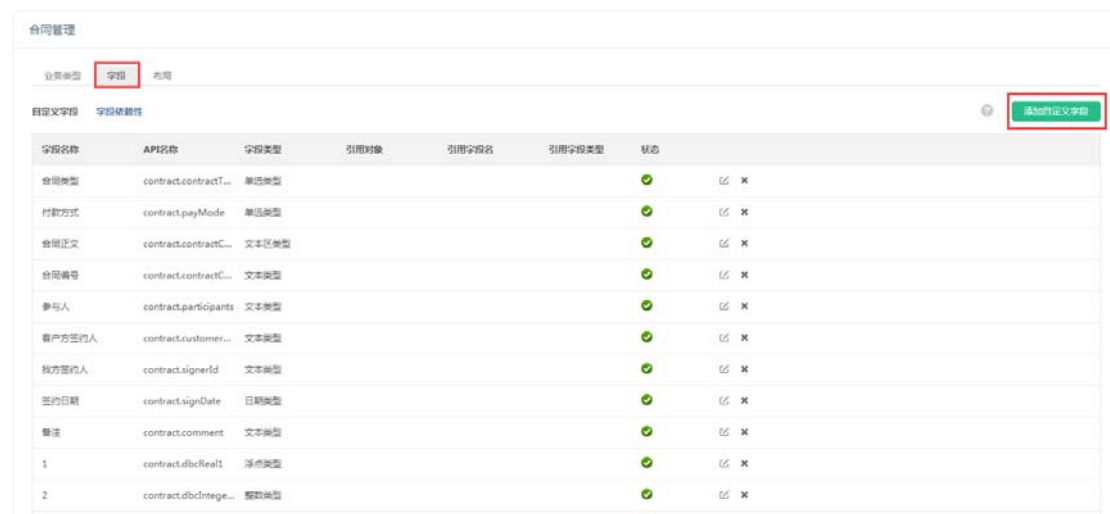 合同管理
业务类型 字段 布局
自定义字段 字段依赖性 添加自定义字段
字段名称 API名称 字段类型 引用对象 引用字段名 引用字段类型 状态
合同类型 contract.contractT... 单选类型
付款方式 contract.payMode 单选类型
合同正文 contract.contractC... 文本区类型
合同编号 contract.contractC... 文本类型
参与人 contract.participants 文本类型
客户方签约人 contract.customer... 文本类型
我方签约人 contract.signerId 文本类型
签约日期 contract.signDate 日期类型
备注 contract.comment 文本类型
1 contract.dbcReal1 浮点类型
2 contract.dbcIntege... 整数类型